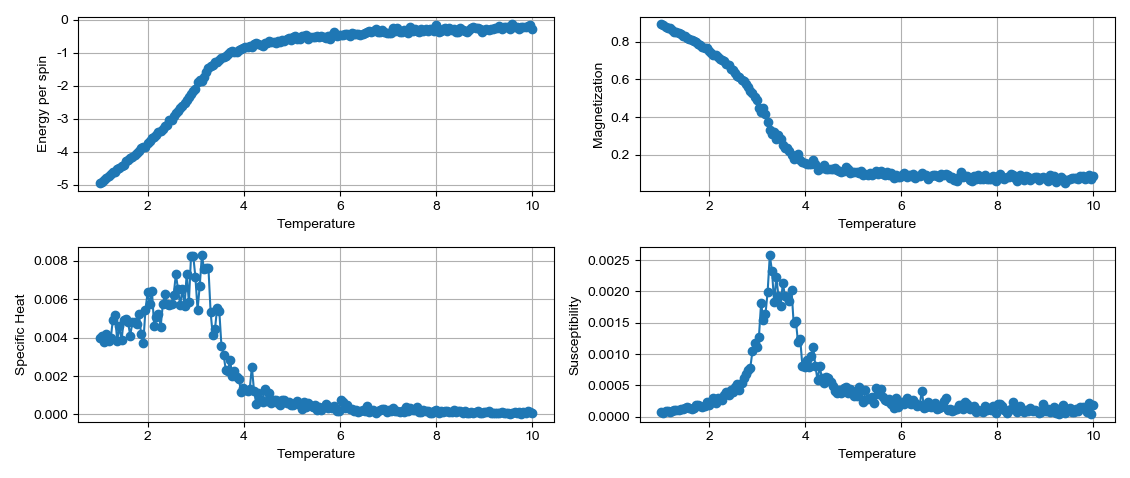 0
-1
-2
-3
-4
-5
Energy per spin
2 4 6 8 10
Temperature
0.8
0.6
0.4
0.2
Magnetization
2 4 6 8 10
Temperature
0.008
0.006
0.004
0.002
0.000
Specific Heat
2 4 6 8 10
Temperature
0.0025
0.0020
0.0015
0.0010
0.0005
0.0000
Susceptibility
2 4 6 8 10
Temperature